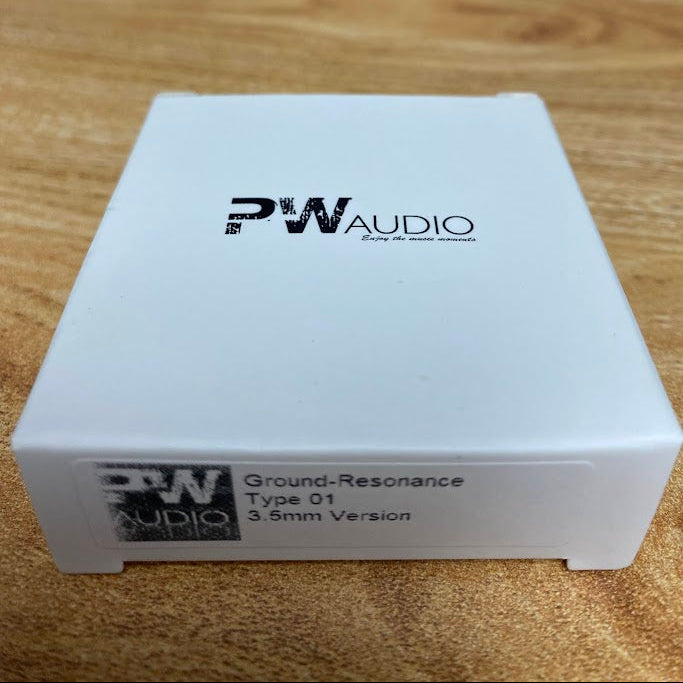 PW AUDIO
Enjoy the music moments
PW
AUDIO
Ground-Resonance
Type 01
3.5mm Version